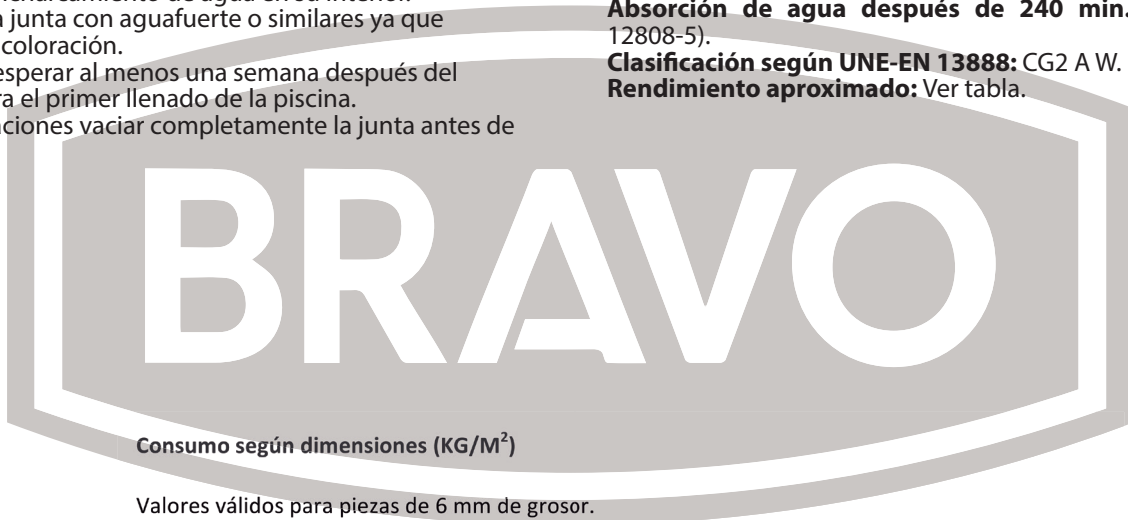 a junta con aguafuerte o similares ya que
coloración.
esperar al menos una semana después del
ra el primer llenado de la piscina.
aciones vaciar completamente la junta antes de
Absorción de agua después de 240 min.
12808-5).
Clasificación según UNE-EN 13888: CG2 A W.
Rendimiento aproximado: Ver tabla.
BRAVO
Consumo según dimensiones (KG/M²)
Valores válidos para piezas de 6 mm de grosor.